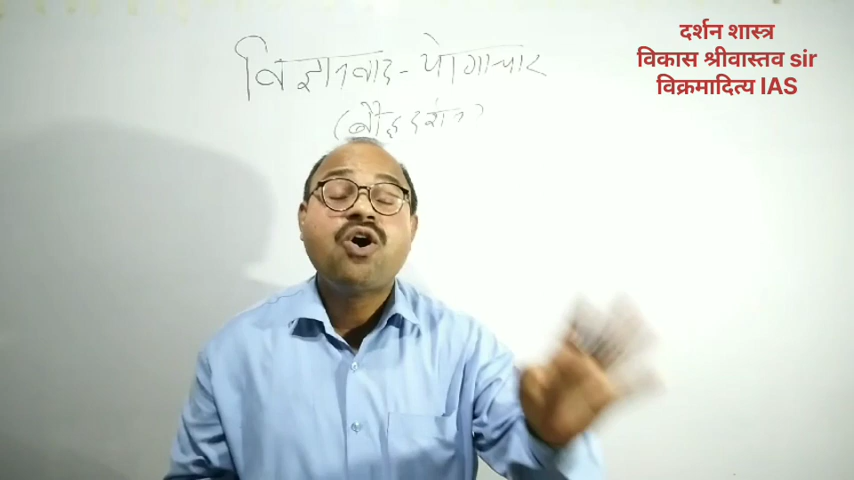 विज्ञानवाद - योगाचार
(बौद्ध दर्शन)
दर्शन शास्त्र
विकास श्रीवास्तव sir
विक्रमादित्य IAS